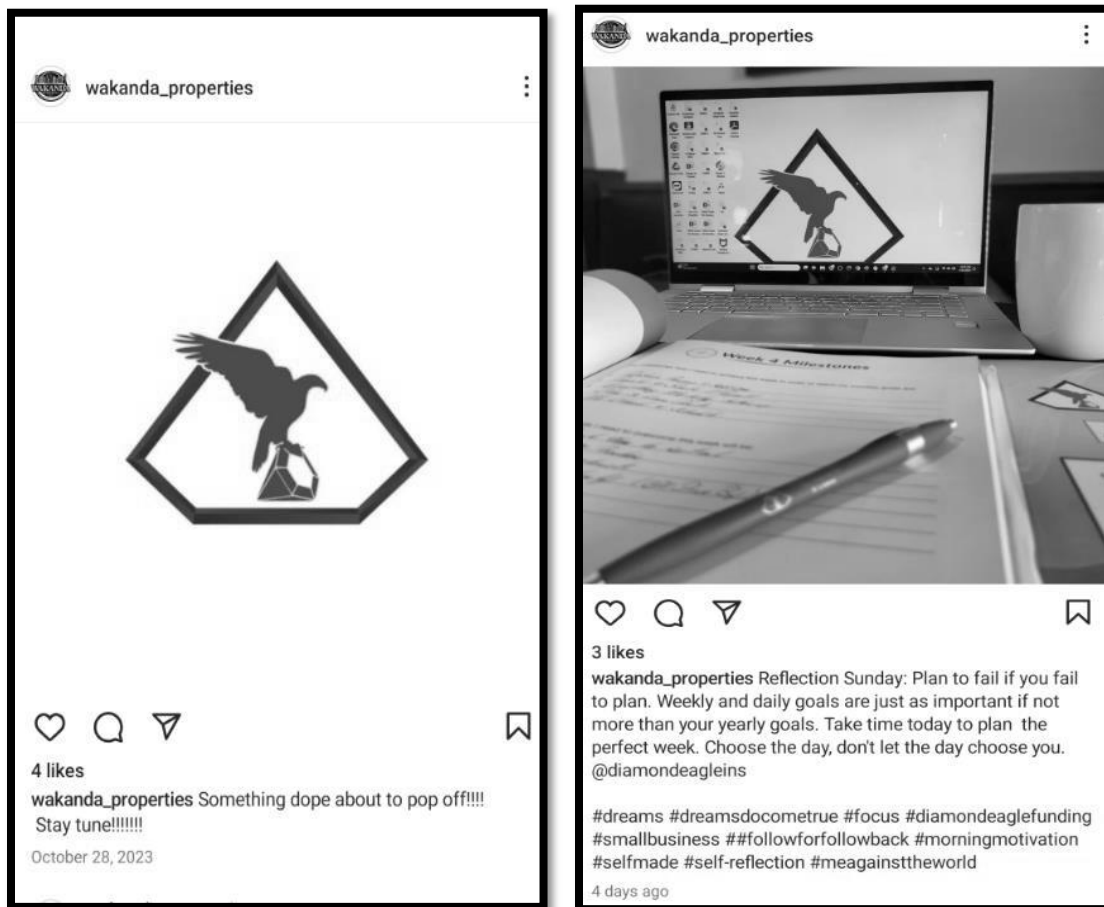 wakanda_properties
4 likes
wakanda_properties Something dope about to pop off!!!!
Stay tune!!!!!!!
October 28, 2023
WAKANDA
wakanda_properties
Week 4 Milestones
3 likes
wakanda_properties Reflection Sunday: Plan to fail if you fail
to plan. Weekly and daily goals are just as important if not
more than your yearly goals. Take time today to plan the
perfect week. Choose the day, don't let the day choose you.
@diamondeagleins
#dreams #dreamsdocometrue #focus #diamondeaglefunding
#smallbusiness ##followforfollowback #morningmotivation
#selfmade #self-reflection #meagainsttheworld
4 days ago